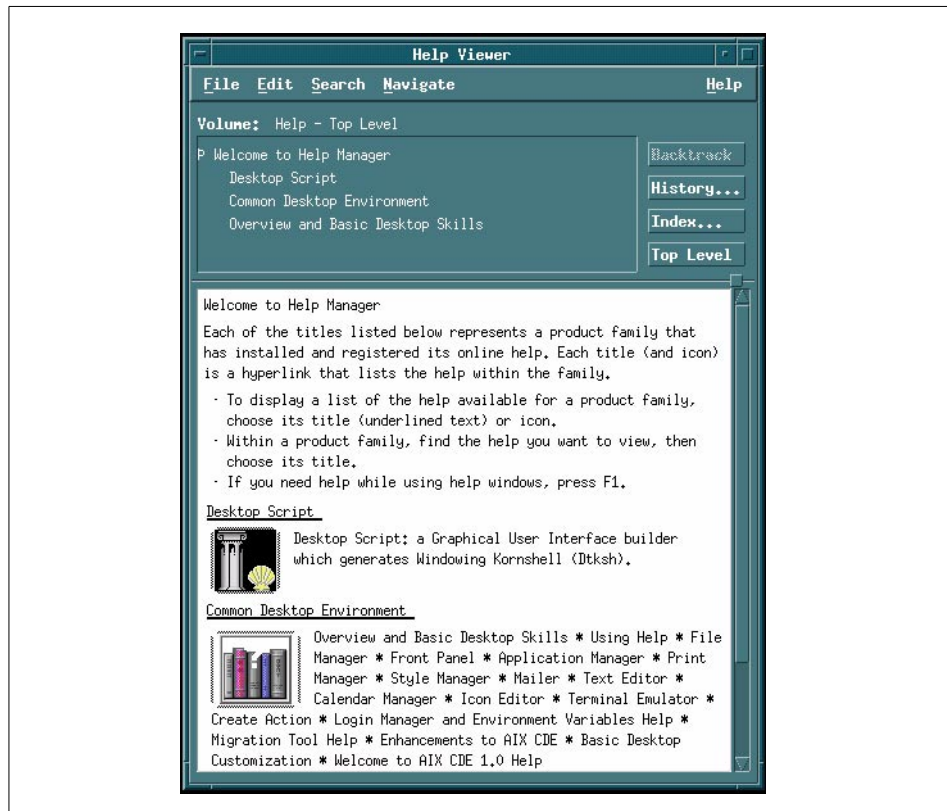 Help Viewer
File Edit Search Navigate Help
Volume: Help - Top Level
Welcome to Help Manager
Desktop Script
Common Desktop Environment
Overview and Basic Desktop Skills
Backtrack
History...
Index...
Top Level
Welcome to Help Manager
Each of the titles listed below represents a product family that
has installed and registered its online help. Each title (and icon)
is a hyperlink that lists the help within the family.
· To display a list of the help available for a product family,
choose its title (underlined text) or icon.
· Within a product family, find the help you want to view, then
choose its title.
· If you need help while using help windows, press F1.
Desktop Script
Desktop Script: a Graphical User Interface builder
which generates Windowing Kornshell (Dtksh).
Common Desktop Environment
Overview and Basic Desktop Skills * Using Help * File
Manager * Front Panel * Application Manager * Print
Manager * Style Manager * Mailer * Text Editor *
Calendar Manager * Icon Editor * Terminal Emulator *
Create Action * Login Manager and Environment Variables Help *
Migration Tool Help * Enhancements to AIX CDE * Basic Desktop
Customization * Welcome to AIX CDE 1.0 Help